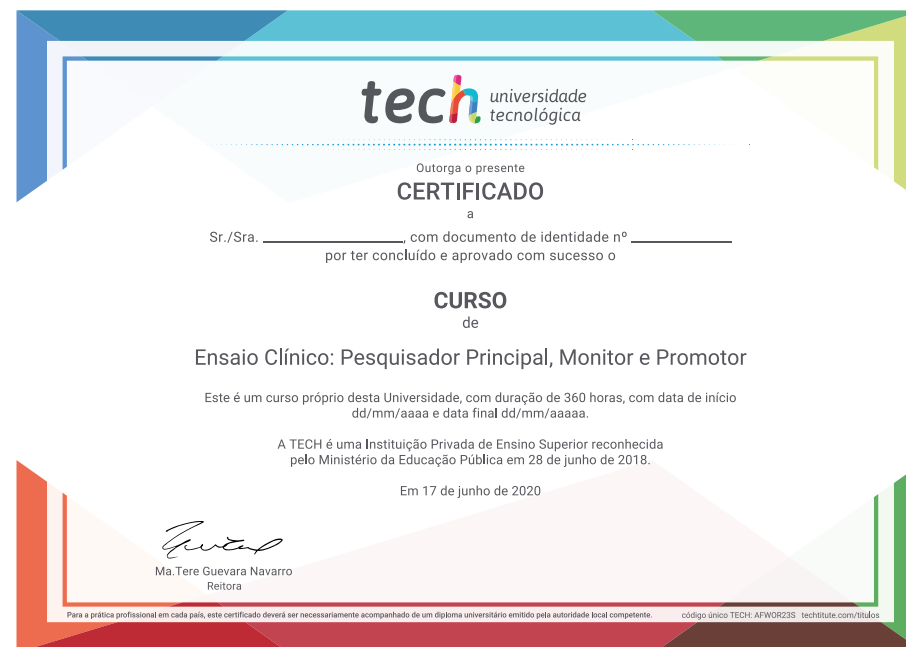 tech universidade
tecnológica
Outorga o presente
CERTIFICADO
a
Sr./Sra. ____________, com documento de identidade nº ____________
por ter concluído e aprovado com sucesso o
CURSO
de
Ensaio Clínico: Pesquisador Principal, Monitor e Promotor
Este é um curso próprio desta Universidade, com duração de 360 horas, com data de início
dd/mm/aaaa e data final dd/mm/aaaaa.
A TECH é uma Instituição Privada de Ensino Superior reconhecida
pelo Ministério da Educação Pública em 28 de junho de 2018.
Em 17 de junho de 2020
Ma.Tere Guevara Navarro
Reitora
Para a prática profissional em cada país, este certificado deverá ser necessariamente acompanhado de um diploma universitário emitido pela autoridade local competente. código único TECH: AFWOR23S techtitute.com/titulos